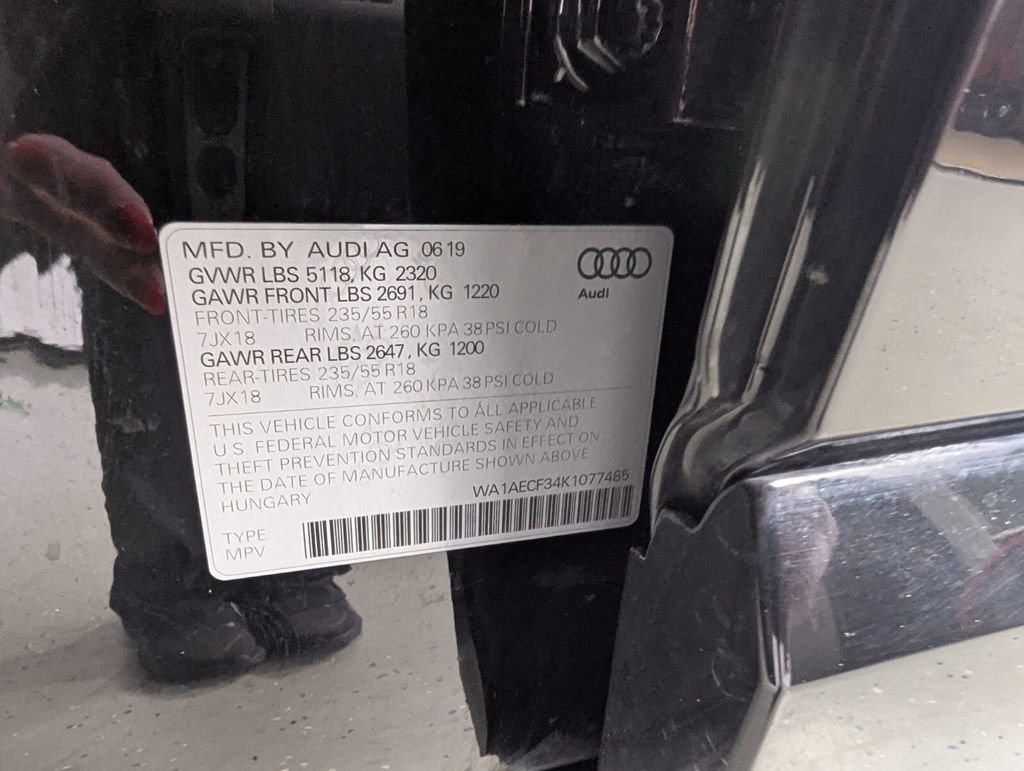 MFD. BY AUDI AG 06 19
GVWR LBS 5118, KG 2320
GAWR FRONT LBS 2691, KG 1220
FRONT-TIRES 235/55 R18
7JX18 RIMS, AT 260 KPA 38 PSI COLD
GAWR REAR LBS 2647, KG 1200
REAR-TIRES 235/55 R18
7JX18 RIMS, AT 260 KPA 38 PSI COLD
Audi
THIS VEHICLE CONFORMS TO ALL APPLICABLE
U.S. FEDERAL MOTOR VEHICLE SAFETY AND
THEFT PREVENTION STANDARDS IN EFFECT ON
THE DATE OF MANUFACTURE SHOWN ABOVE
HUNGARY
WA1AECF34K1077485
TYPE:
MPV